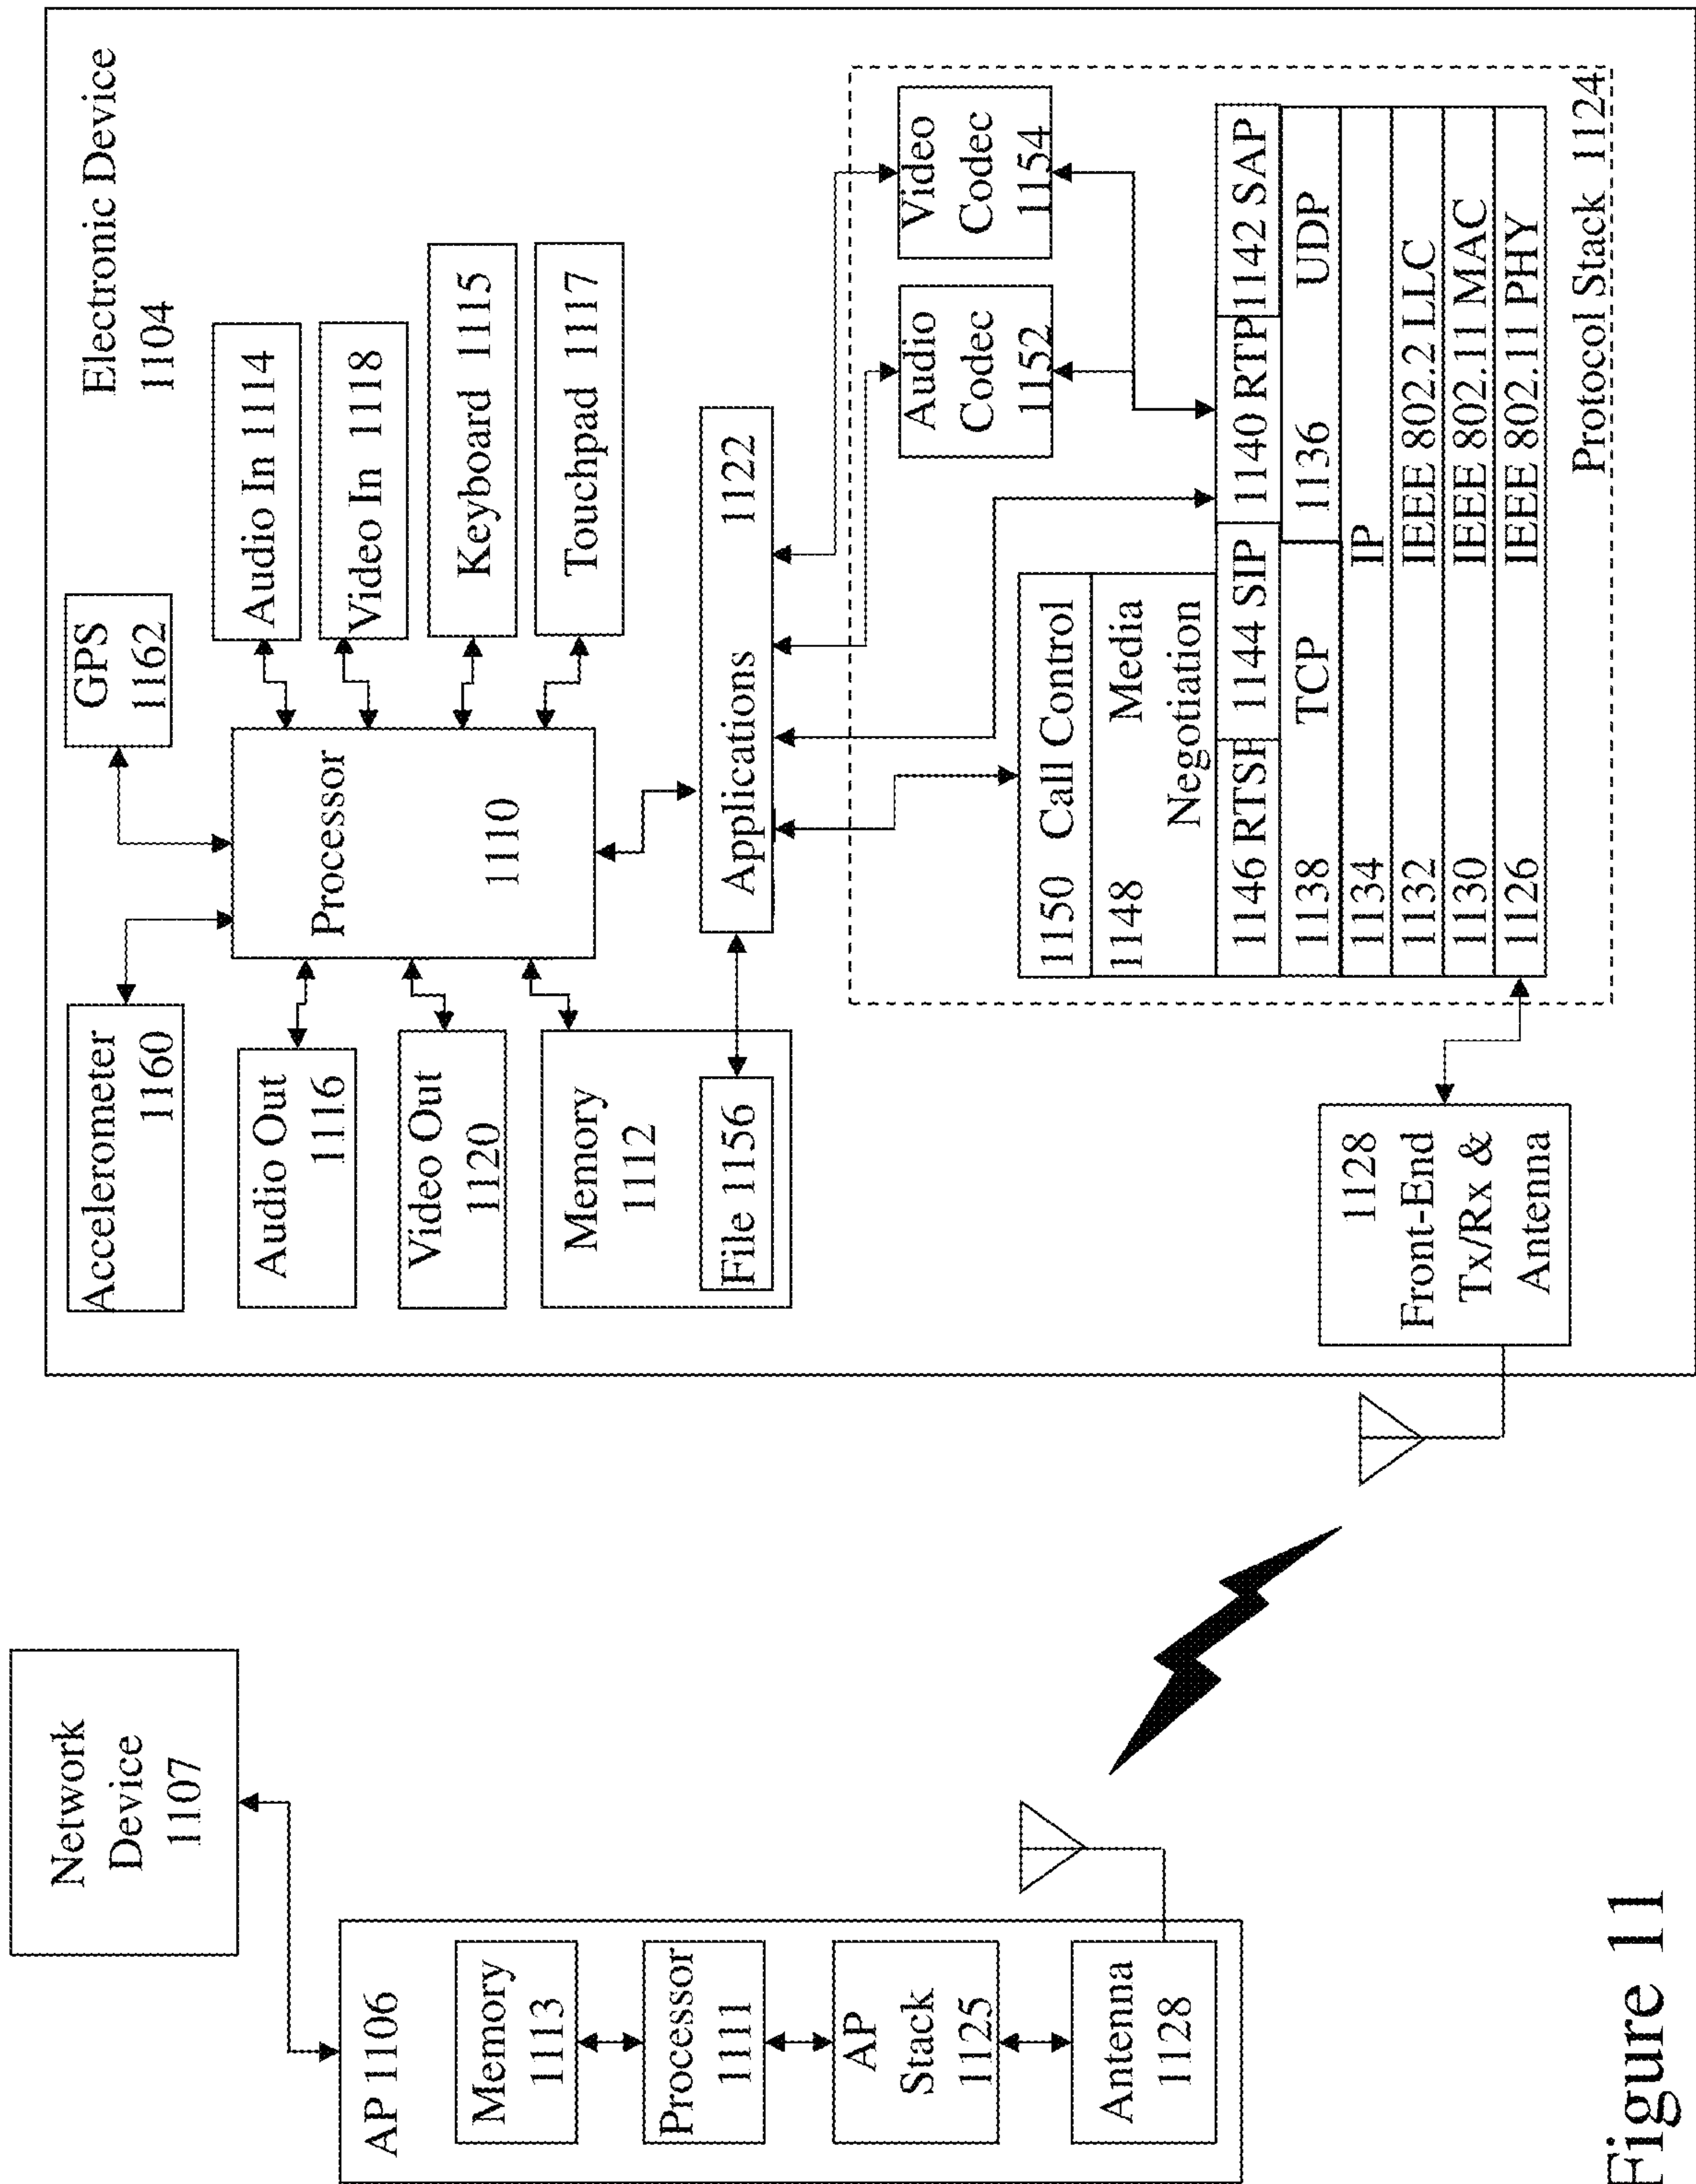 Network
Device
1107
AP 1106
Memory
1113
Processor
1111
AP
Stack
1125
Antenna
1128
Electronic Device
1104
Accelerometer
1160
GPS
1162
Audio Out
1116
Video Out
1120
Memory
1112
File 1156
Processor
1110
Audio In 1114
Video In 1118
Keyboard 1115
Touchpad 1117
Applications 1122
Audio
Codec
1152
Video
Codec
1154
1150 Call Control
1148 Media
Negotiation
1146 RTSP 1144 SIP 1140 RTP 1142 SAP
1138 TCP 1136 UDP
1134 IP
1132 IEEE 802.2 LLC
1130 IEEE 802.11 MAC
1126 IEEE 802.11 PHY
Protocol Stack 1124
1128
Front-End
Tx/Rx &
Antenna
Figure 11